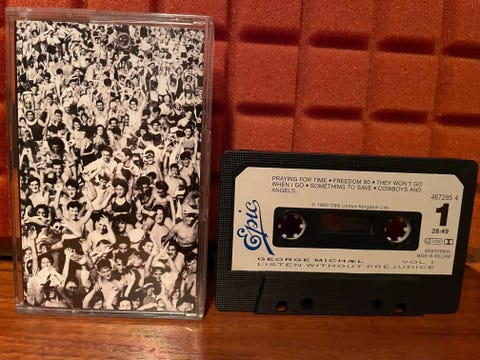 PRAYING FOR TIME • FREEDOM 90 • THEY WON'T GO
WHEN I GO • SOMETHING TO SAVE • COWBOYS AND
ANGELS
467295 4
℗ 1990 CBS United Kingdom Ltd.
1
26:49
Epic
MADE IN HOLLAND
GEORGE MICHÆL
LISTEN WITHOUT PREJUDICE VOL 1